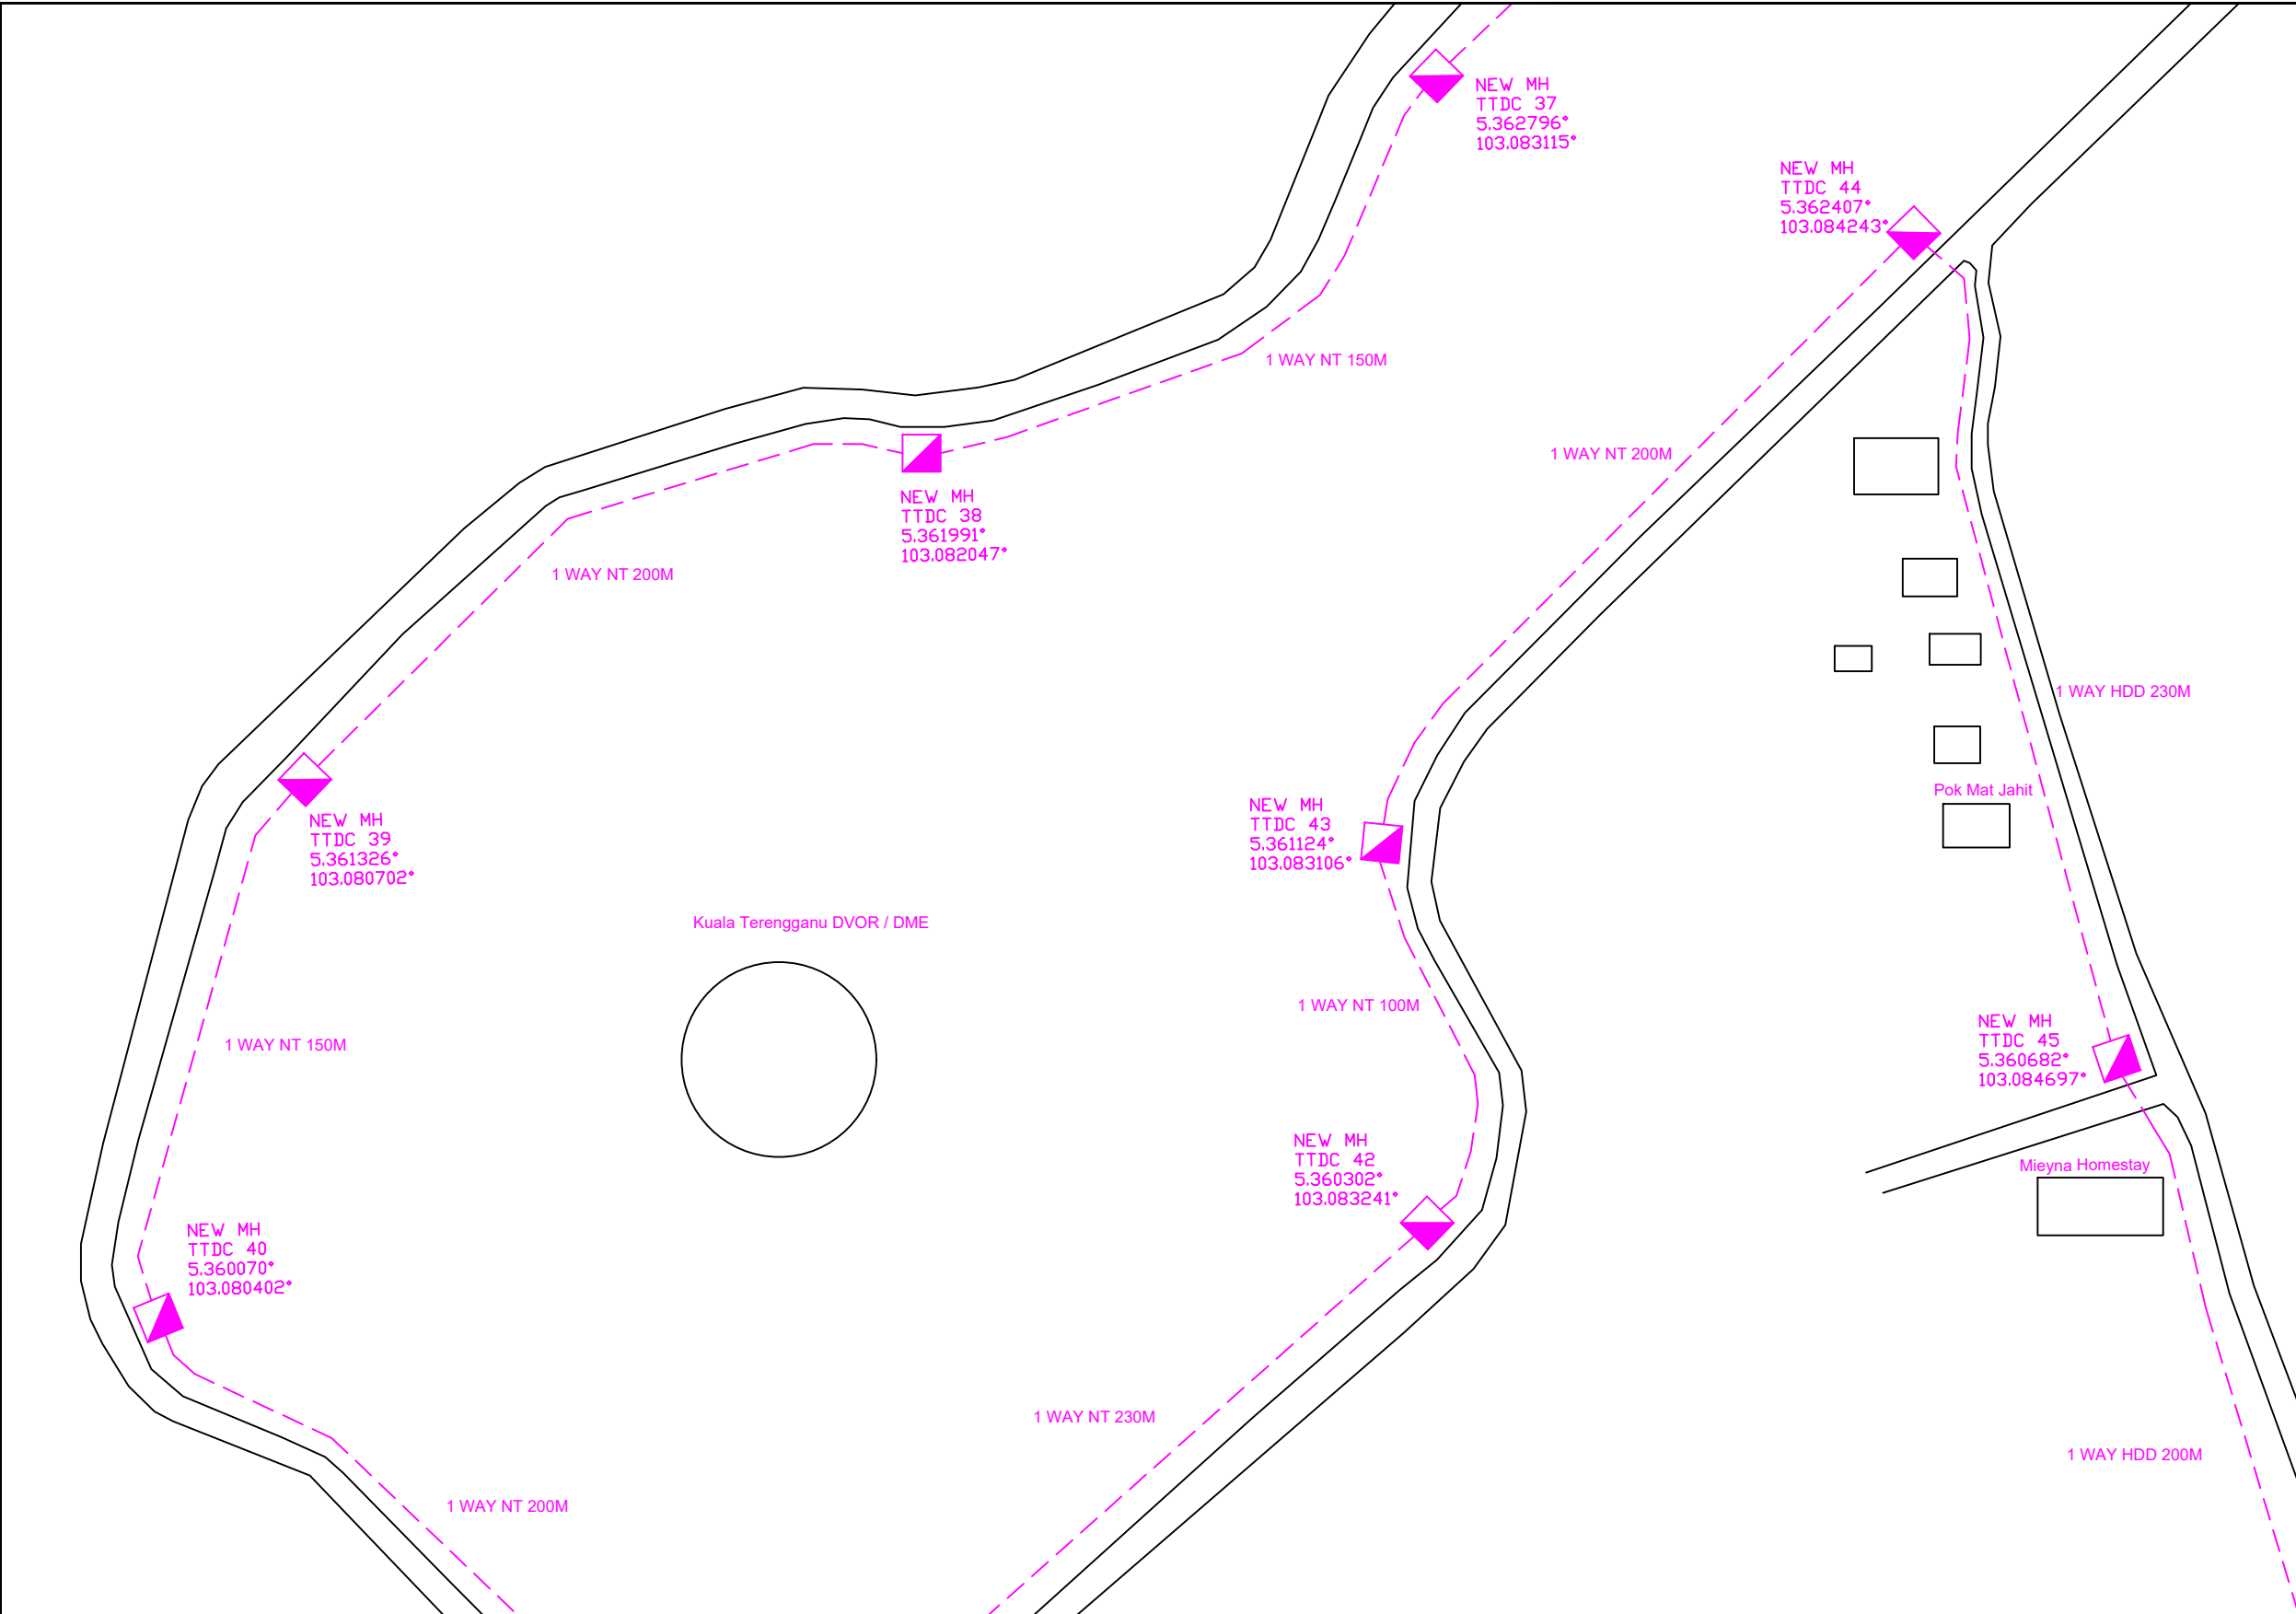 NEW MH
TTDC 37
5.362796°
103.083115°
NEW MH
TTDC 44
5.362407°
103.084243°
1 WAY NT 150M
1 WAY NT 200M
NEW MH
TTDC 38
5.361991°
103.082047°
1 WAY NT 200M
1 WAY HDD 230M
Pok Mat Jahit
NEW MH
TTDC 43
5.361124°
103.083106°
NEW MH
TTDC 39
5.361326°
103.080702°
Kuala Terengganu DVOR / DME
1 WAY NT 100M
NEW MH
TTDC 45
5.360682°
103.084697°
1 WAY NT 150M
NEW MH
TTDC 42
5.360302°
103.083241°
Mieyna Homestay
NEW MH
TTDC 40
5.360070°
103.080402°
1 WAY NT 230M
1 WAY HDD 200M
1 WAY NT 200M